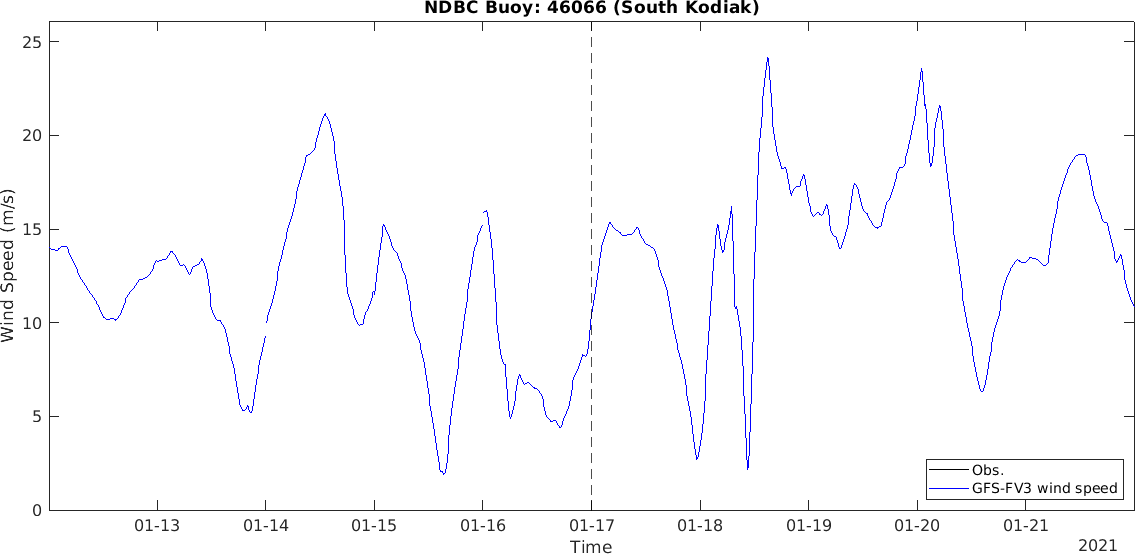 NDBC Buoy: 46066 (South Kodiak)
Wind Speed (m/s)
25
20
15
10
5
0
01-13 01-14 01-15 01-16 01-17 01-18 01-19 01-20 01-21
Time
2021
Obs.
GFS-FV3 wind speed